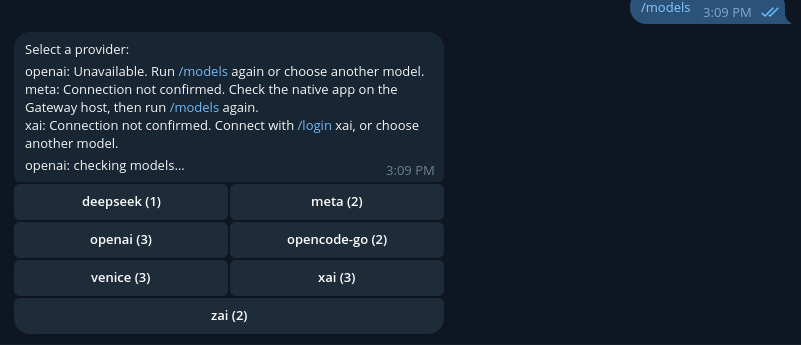 /models
3:09 PM
Select a provider:
openai: Unavailable. Run /models again or choose another model.
meta: Connection not confirmed. Check the native app on the
Gateway host, then run /models again.
xai: Connection not confirmed. Connect with /login xai, or choose
another model.
openai: checking models...
3:09 PM
deepseek (1)
meta (2)
openai (3)
opencode-go (2)
venice (3)
xai (3)
zai (2)